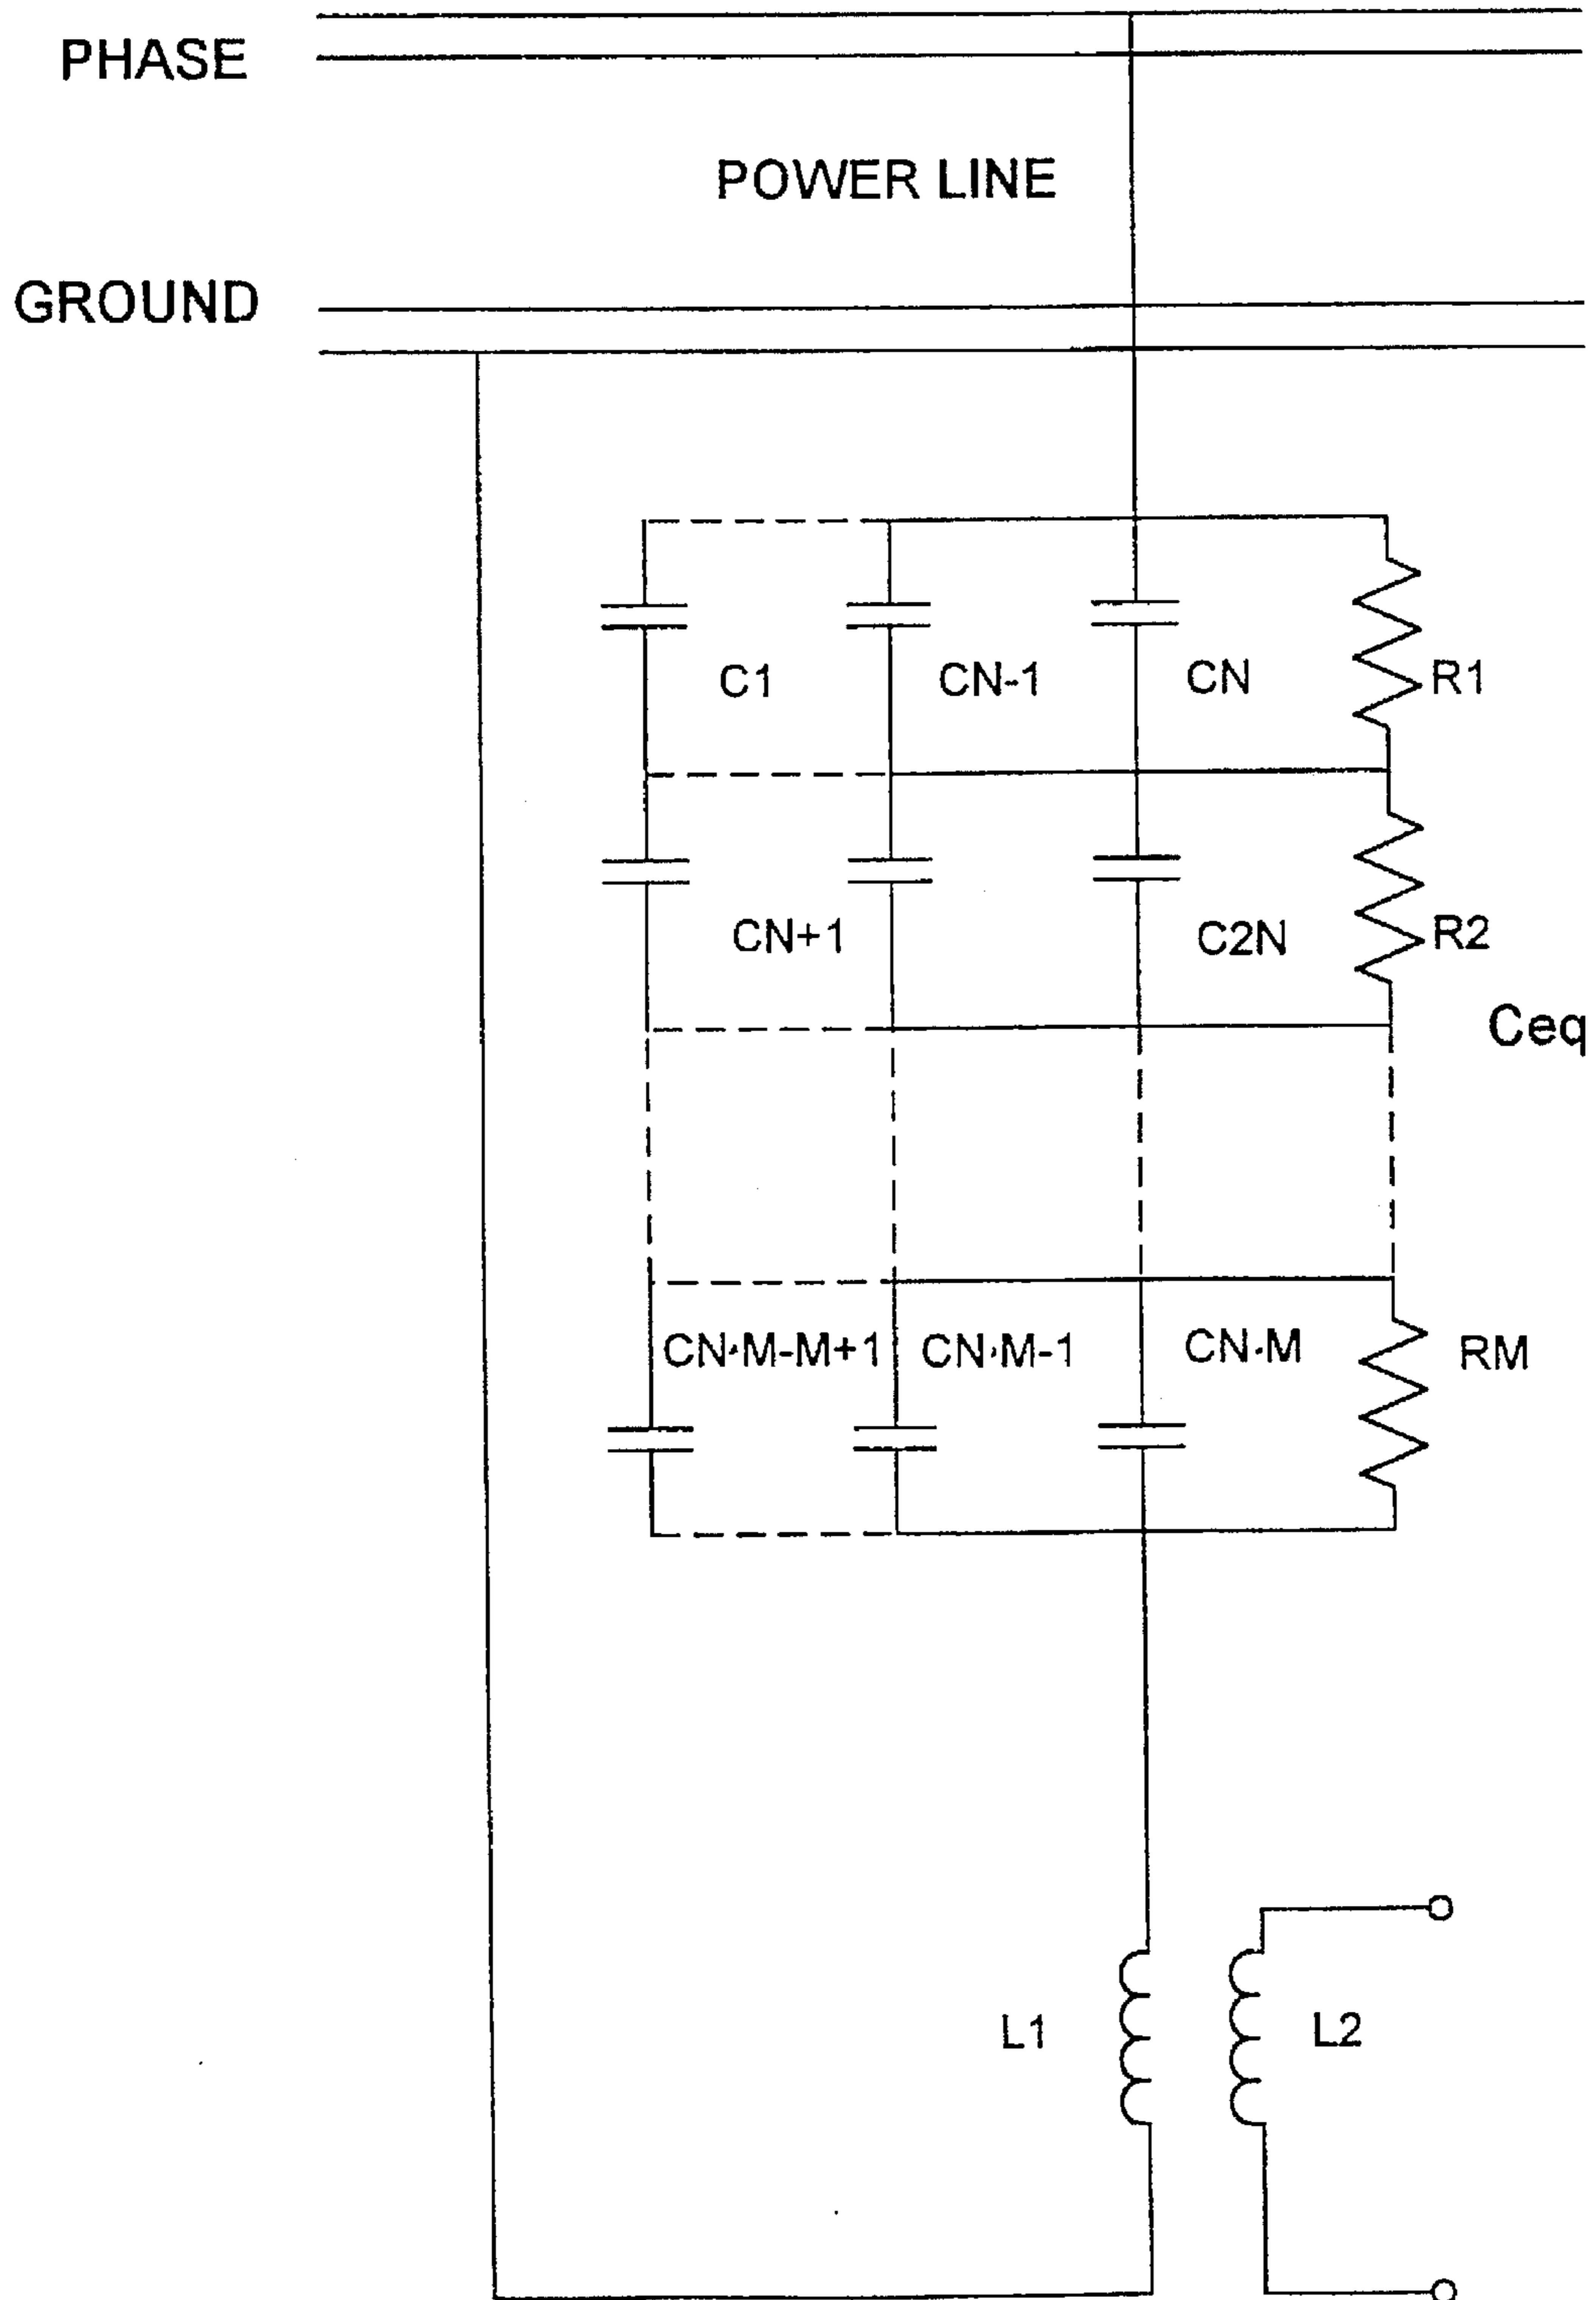 PHASE
POWER LINE
GROUND
C1
CN-1
CN
R1
CN+1
C2N
R2
Ceq
CN·M-M+1
CN·M-1
CN·M
RM
L1
L2